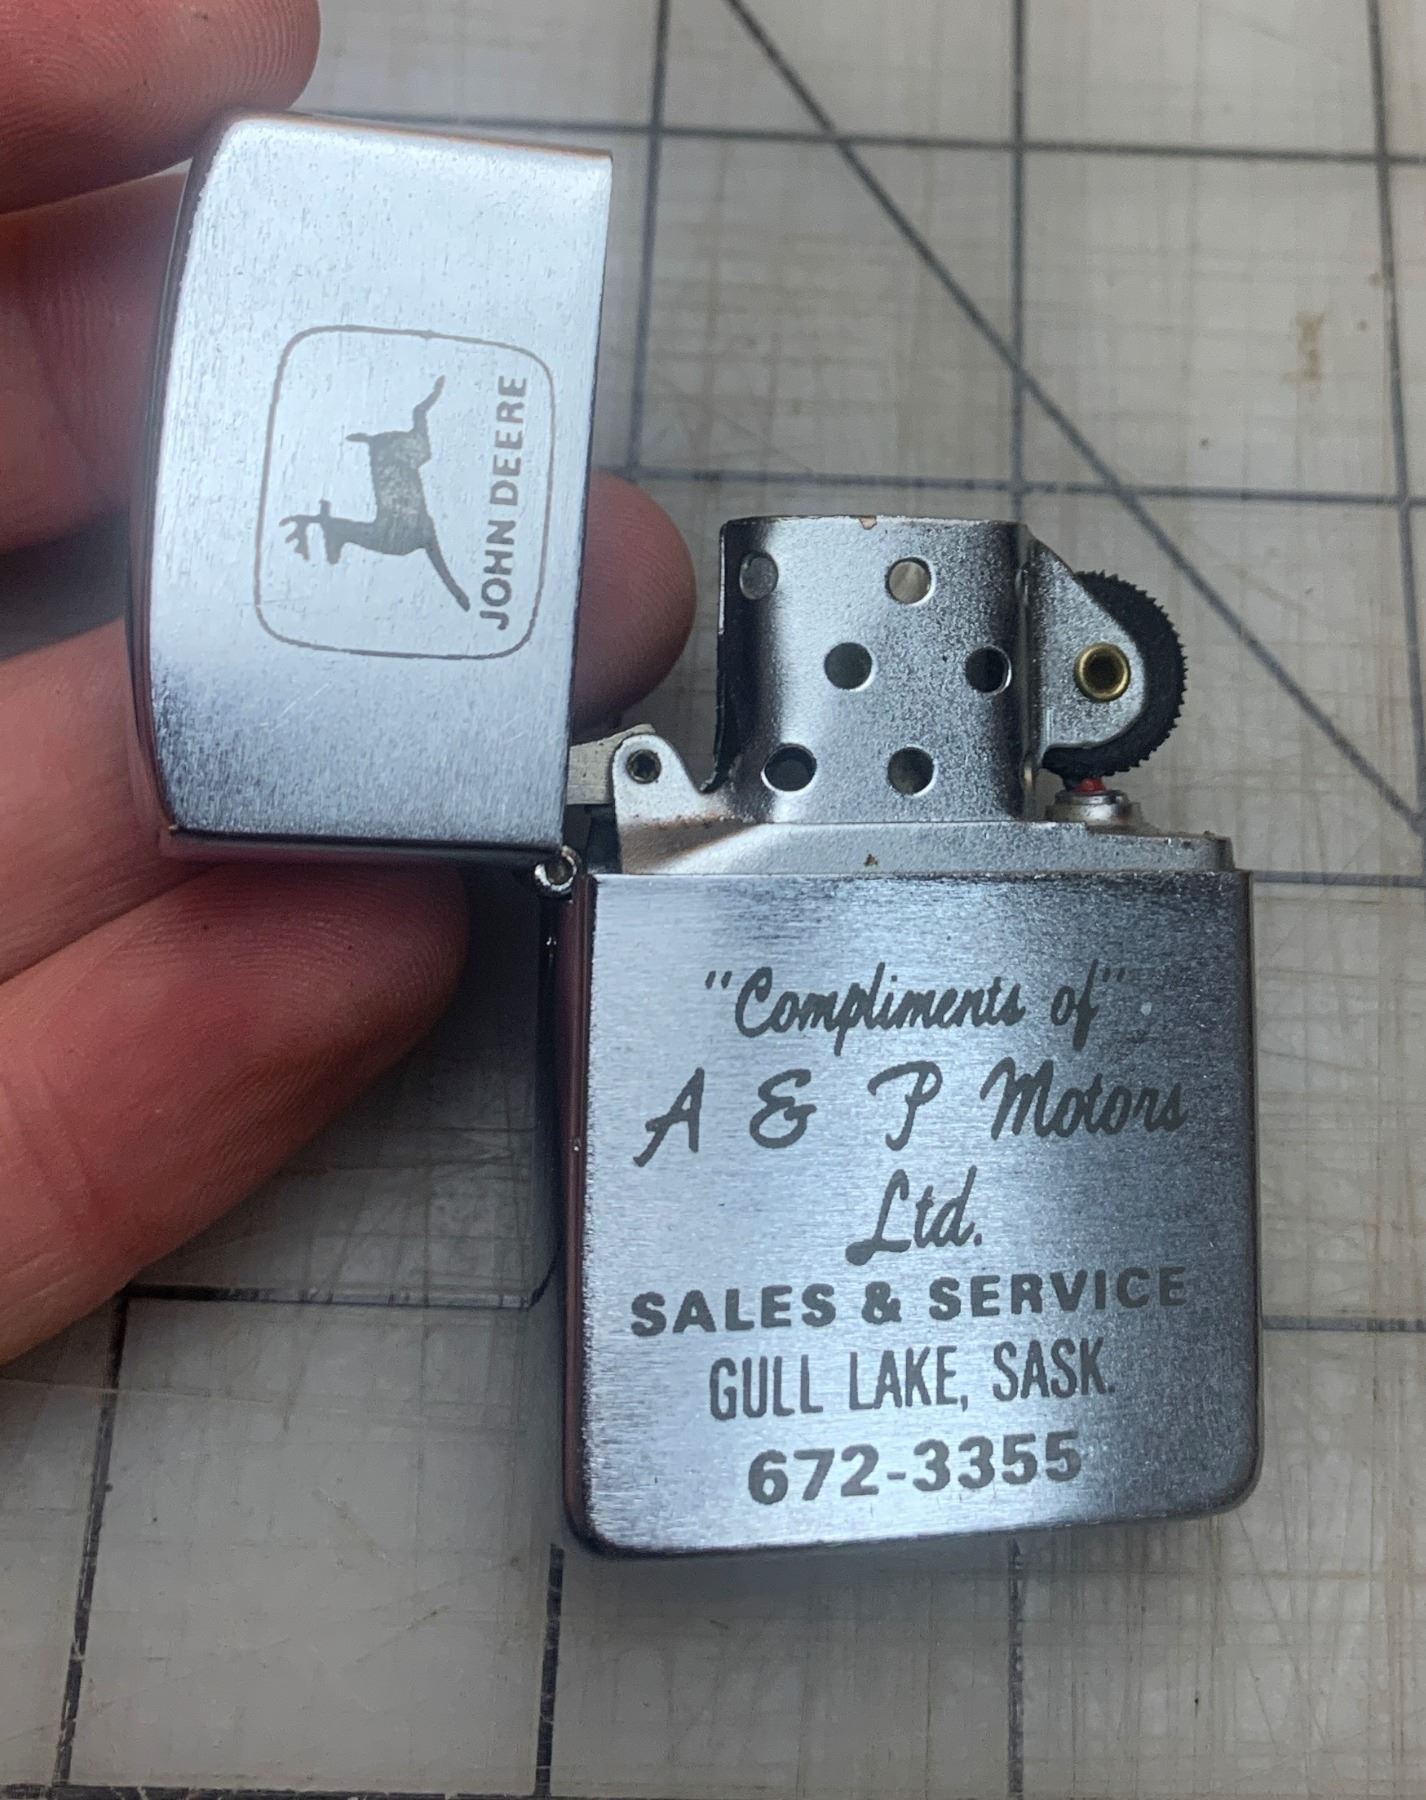 JOHN DEERE
"Compliments of"
A & P Motors
Ltd.
SALES & SERVICE
GULL LAKE, SASK.
672-3355